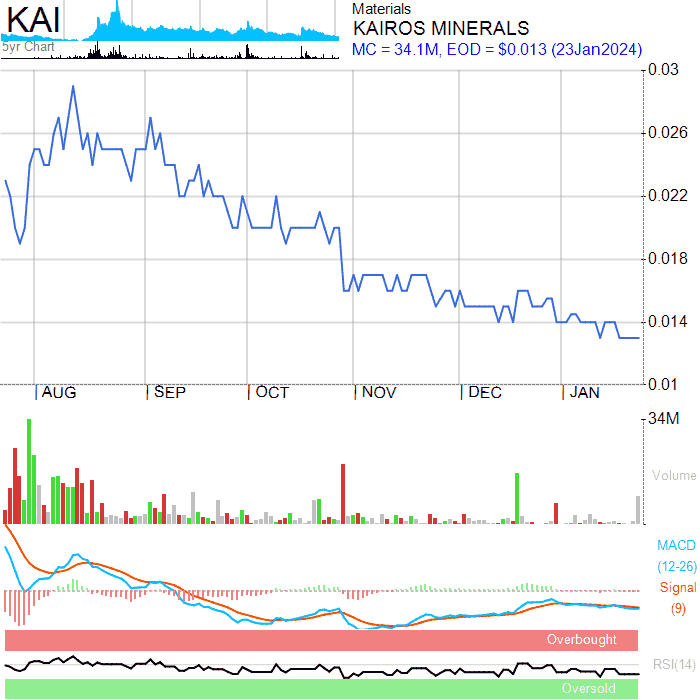 KAI
5yr Chart
Materials
KAIROS MINERALS
MC = 34.1M, EOD = $0.013 (23Jan2024)
0.03
0.026
0.022
0.018
0.014
0.01
AUG SEP OCT NOV DEC JAN
34M
Volume
MACD
(12-26)
Signal
(9)
Overbought
RSI(14)
Oversold